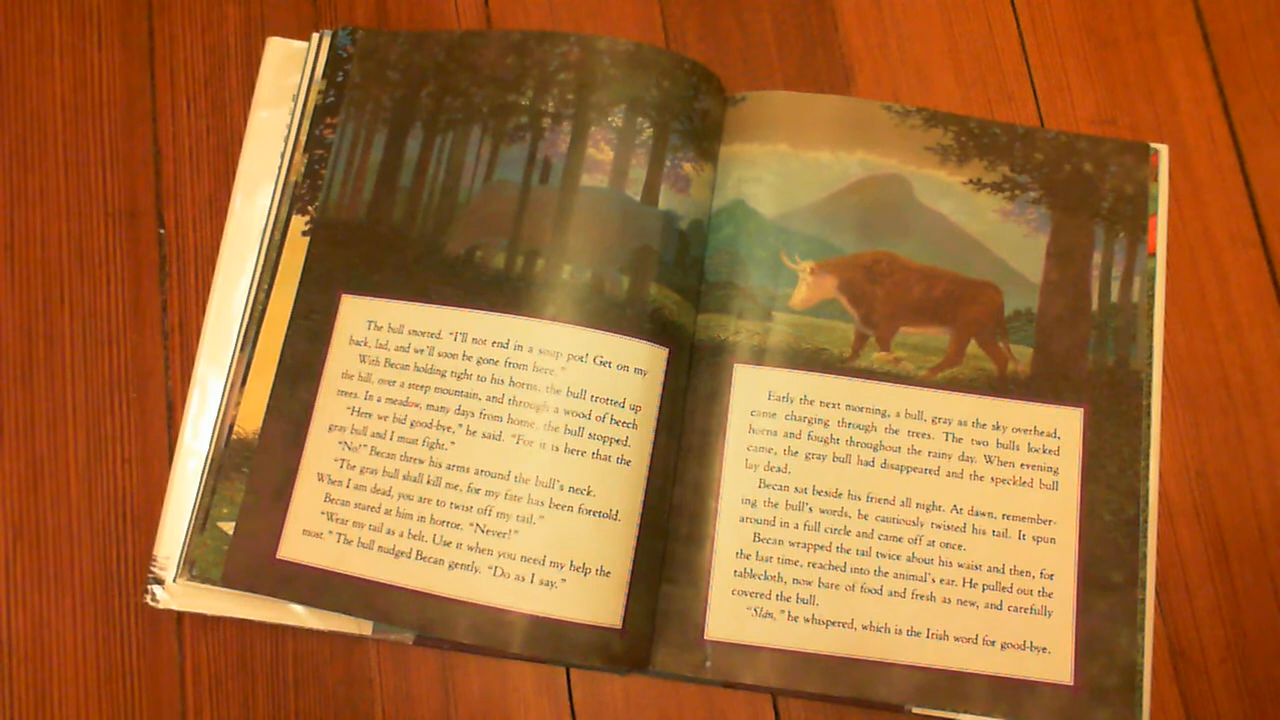 The bull snorted. "I'll not end in a soup pot! Get on my
back, lad, and we'll soon be gone from here."
With Becan holding tight to his horns, the bull trotted up
the hill, over a steep mountain, and through a wood of beech
trees. In a meadow, many days from home, the bull stopped.
"Here we bid good-bye," he said. "For it is here that the
gray bull and I must fight."
"No!" Becan threw his arms around the bull's neck.
"The gray bull shall kill me, for my fate has been foretold.
When I am dead, you are to twist off my tail."
Becan stared at him in horror. "Never!"
"Wear my tail as a belt. Use it when you need my help the
most." The bull nudged Becan gently. "Do as I say."
Early the next morning, a bull, gray as the sky overhead,
came charging through the trees. The two bulls locked
horns and fought throughout the rainy day. When evening
came, the gray bull had disappeared and the speckled bull
lay dead.
Becan sat beside his friend all night. At dawn, remember-
ing the bull's words, he cautiously twisted his tail. It spun
around in a full circle and came off at once.
Becan wrapped the tail twice about his waist and then, for
the last time, reached into the animal's ear. He pulled out the
tablecloth, now bare of food and fresh as new, and carefully
covered the bull.
"Slán," he whispered, which is the Irish word for good-bye.